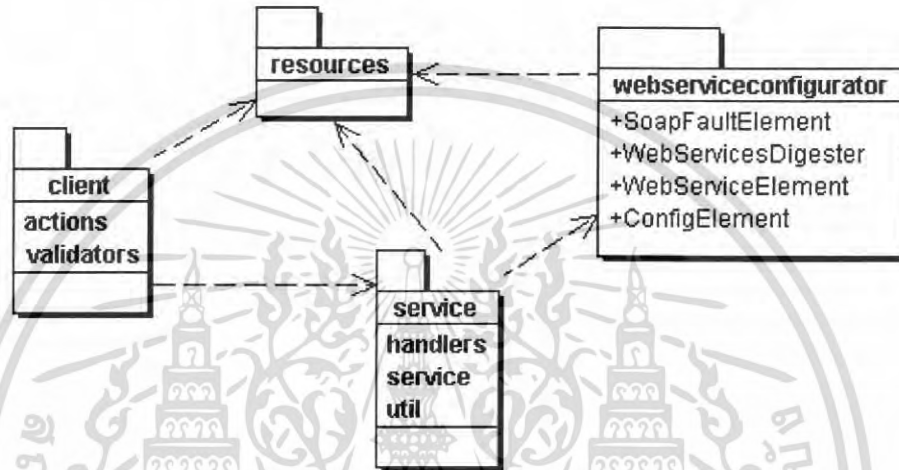 resources
webserviceconfigurator
+SoapFaultElement
+WebServicesDigester
+WebServiceElement
+ConfigElement
client
actions
validators
service
handlers
service
util